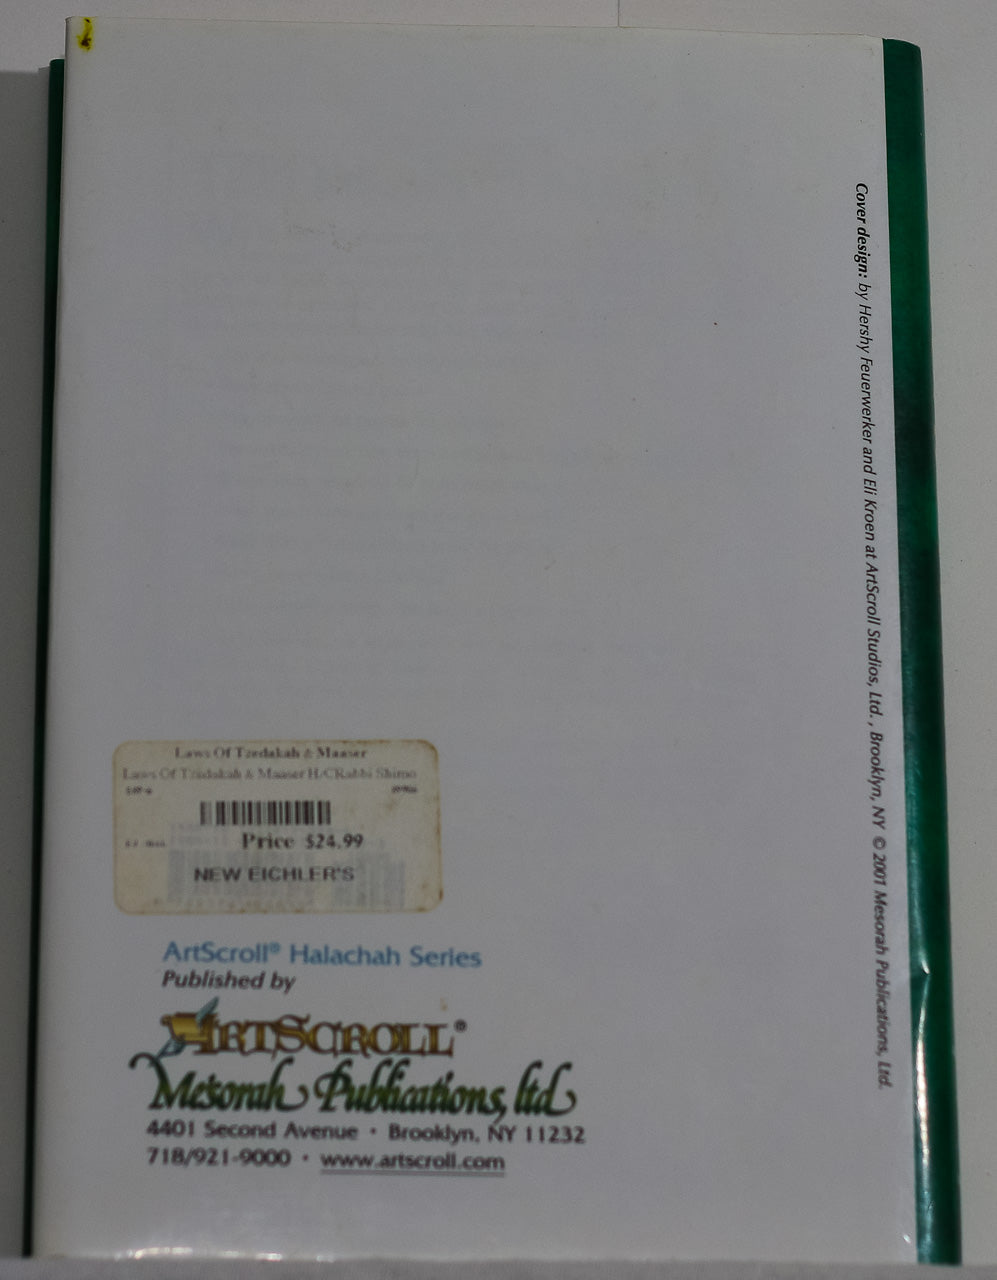 Cover design: by Hershy Feuerwerker and Eli Kroen at ArtScroll Studios, Ltd., Brooklyn, NY © 2001 Mesorah Publications, Ltd.
Laws Of Tzedakah & Maaser
Laws Of Tzedakah & Maaser H/CRabbi Shimo
Price $24.99
NEW EICHLER'S
ArtScroll® Halachah Series
Published by
ARTSCROLL®
Mesorah Publications, ltd
4401 Second Avenue • Brooklyn, NY 11232
718/921-9000 • www.artscroll.com